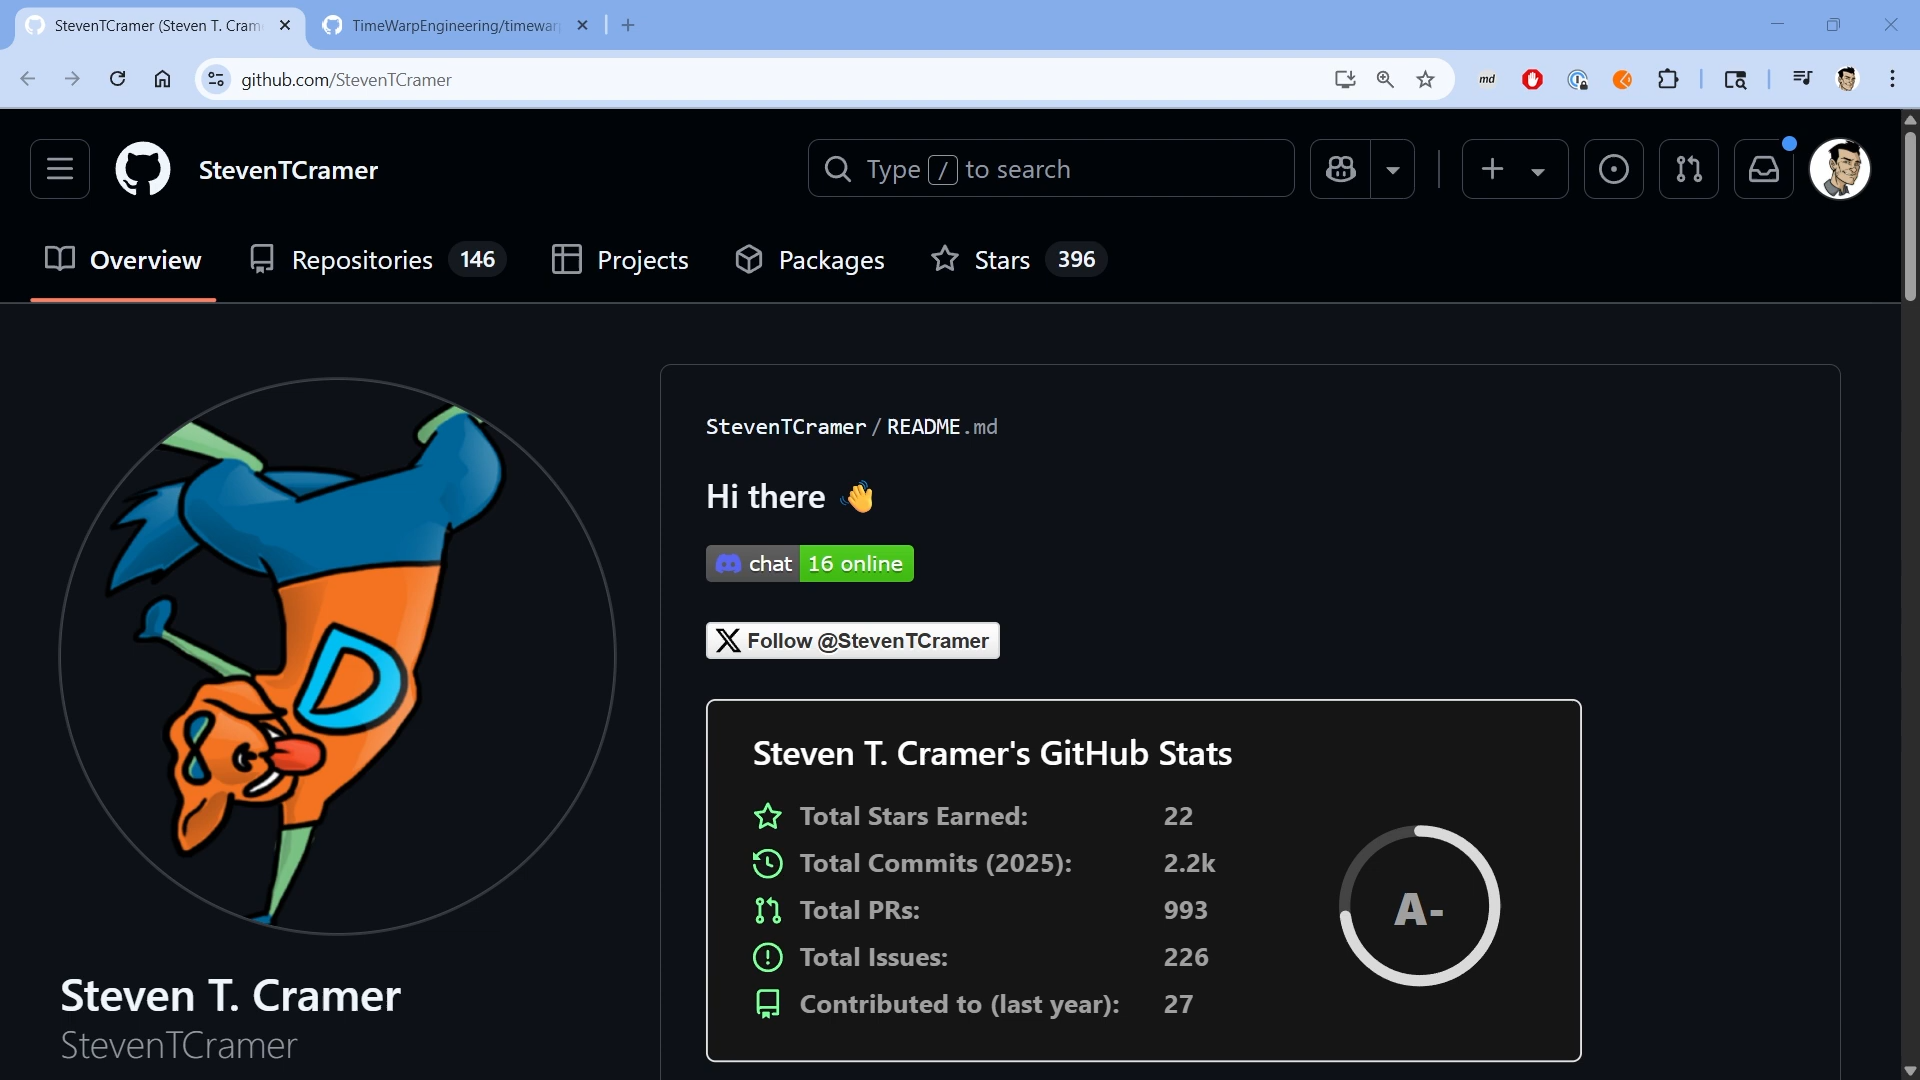 StevenTCramer (Steven T. Cram
TimeWarpEngineering/timewar
github.com/StevenTCramer
md
StevenTCramer
Type / to search
Overview
Repositories 146
Projects
Packages
Stars 396
StevenTCramer / README.md
Hi there 👋
chat 16 online
X Follow @StevenTCramer
D
Steven T. Cramer's GitHub Stats
Total Stars Earned: 22
Total Commits (2025): 2.2k
Total PRs: 993
Total Issues: 226
Contributed to (last year): 27
A-
Steven T. Cramer
StevenTCramer